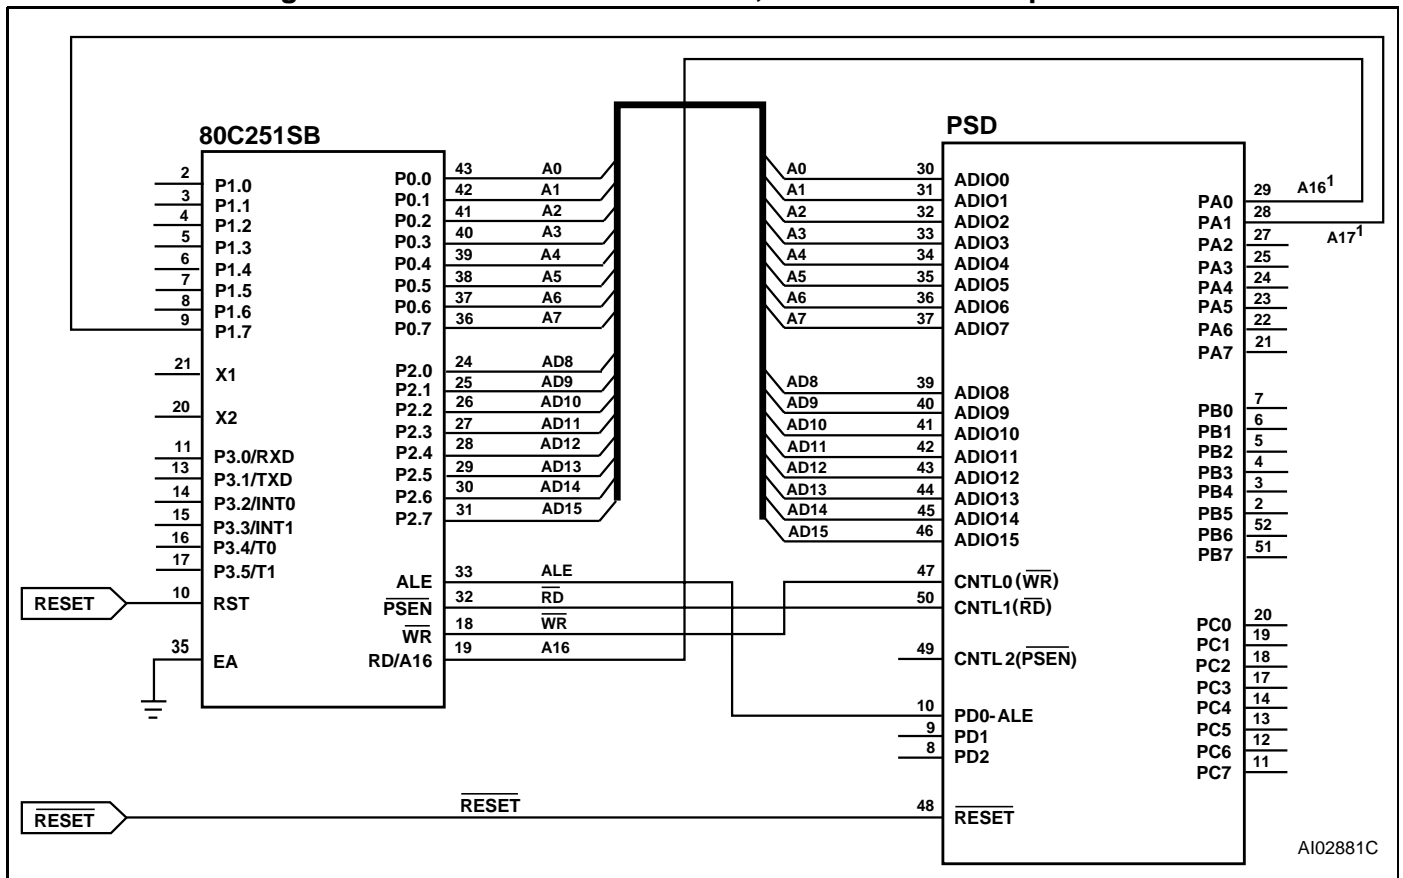 80C251SB
2 P1.0
3 P1.1
4 P1.2
5 P1.3
6 P1.4
7 P1.5
8 P1.6
9 P1.7
21 X1
20 X2
11 P3.0/RXD
13 P3.1/TXD
14 P3.2/INT0
15 P3.3/INT1
16 P3.4/T0
17 P3.5/T1
RESET 10 RST
35 EA
P0.0 43 A0
P0.1 42 A1
P0.2 41 A2
P0.3 40 A3
P0.4 39 A4
P0.5 38 A5
P0.6 37 A6
P0.7 36 A7
P2.0 24 AD8
P2.1 25 AD9
P2.2 26 AD10
P2.3 27 AD11
P2.4 28 AD12
P2.5 29 AD13
P2.6 30 AD14
P2.7 31 AD15
ALE 33 ALE
PSEN 32 RD
WR 18 WR
RD/A16 19 A16
PSD
A0 30 ADIO0
A1 31 ADIO1
A2 32 ADIO2
A3 33 ADIO3
A4 34 ADIO4
A5 35 ADIO5
A6 36 ADIO6
A7 37 ADIO7
AD8 39 ADIO8
AD9 40 ADIO9
AD10 41 ADIO10
AD11 42 ADIO11
AD12 43 ADIO12
AD13 44 ADIO13
AD14 45 ADIO14
AD15 46 ADIO15
47 CNTL0(WR)
50 CNTL1(RD)
49 CNTL 2(PSEN)
10 PD0-ALE
9 PD1
8 PD2
RESET RESET 48 RESET
PA0 29 A16¹
PA1 28 A17¹
PA2 27
PA3 25
PA4 24
PA5 23
PA6 22
PA7 21
PB0 7
PB1 6
PB2 5
PB3 4
PB4 3
PB5 2
PB6 52
PB7 51
PC0 20
PC1 19
PC2 18
PC3 17
PC4 14
PC5 13
PC6 12
PC7 11
AI02881C